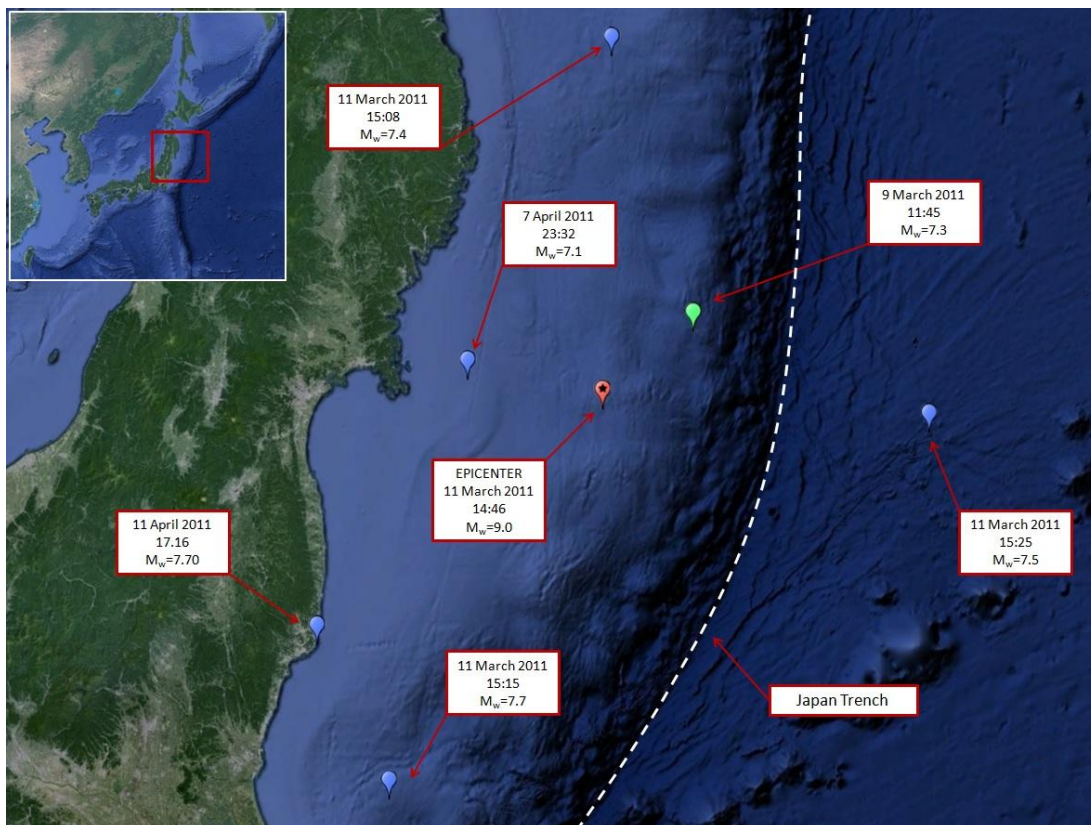 11 March 2011
15:08
Mw=7.4
7 April 2011
23:32
Mw=7.1
9 March 2011
11:45
Mw=7.3
EPICENTER
11 March 2011
14:46
Mw=9.0
11 April 2011
17.16
Mw=7.70
11 March 2011
15:25
Mw=7.5
11 March 2011
15:15
Mw=7.7
Japan Trench